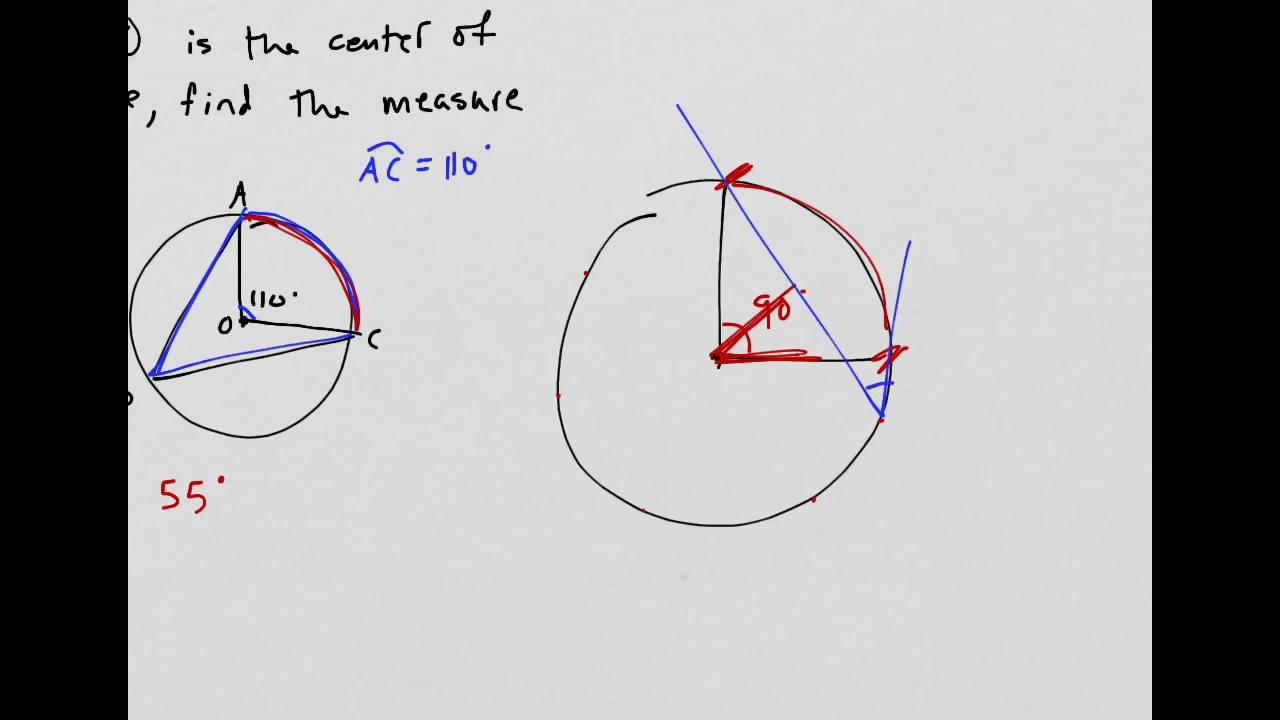 is the center of
, find the measure
AC = 110°
A
110°
O
C
90
55°